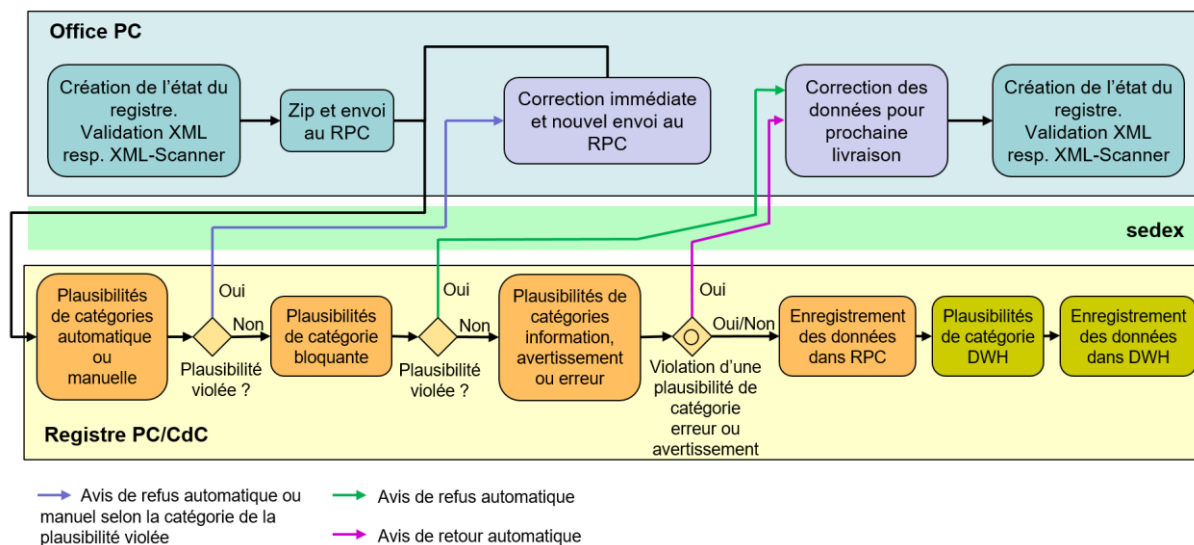 Office PC
Création de l'état du
registre.
Validation XML
resp. XML-Scanner
Zip et envoi
au RPC
Correction immédiate
et nouvel envoi au
RPC
Correction des
données pour
prochaine
livraison
Création de l'état du
registre.
Validation XML
resp. XML-Scanner
sedex
Plausibilités
de catégories
automatique
ou
manuelle
Oui
Non
Plausibilité
violée ?
Plausibilités
de catégorie
bloquante
Oui
Non
Plausibilité
violée ?
Plausibilités de
catégories
information,
avertissement
ou erreur
Oui
Oui/Non
Violation d'une
plausibilité de
catégorie
erreur ou
avertissement
Enregistrement
des données
dans RPC
Plausibilités
de catégorie
DWH
Enregistrement
des données
dans DWH
Registre PC/CdC
Avis de refus automatique ou
manuel selon la catégorie de la
plausibilité violée
Avis de refus automatique
Avis de retour automatique